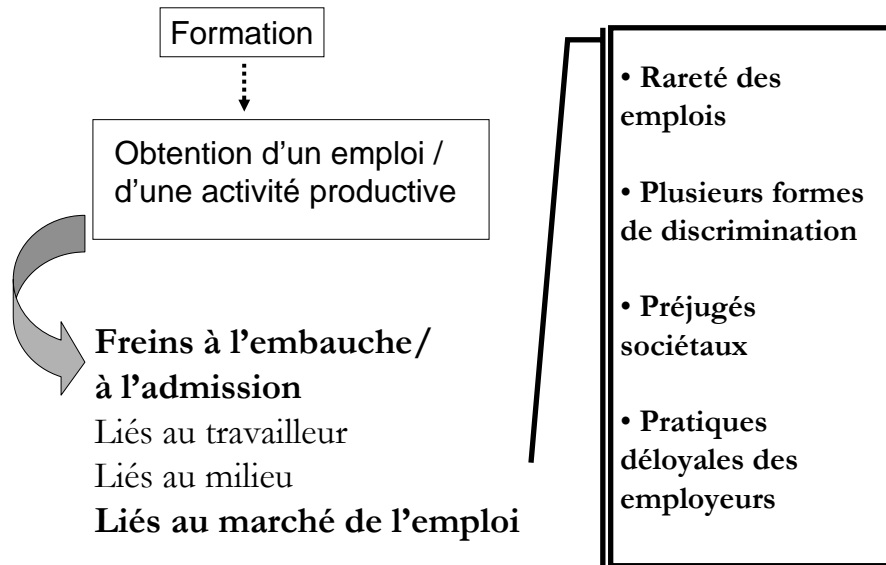 Formation
Obtention d'un emploi /
d'une activité productive
Freins à l'embauche/
à l'admission
Liés au travailleur
Liés au milieu
Liés au marché de l'emploi
• Rareté des
emplois
• Plusieurs formes
de discrimination
• Préjugés
sociétaux
• Pratiques
déloyales des
employeurs